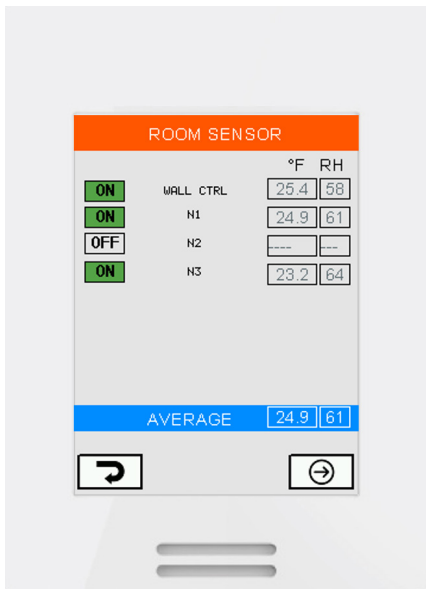 ROOM SENSOR
°F RH
ON WALL CTRL 25.4 58
ON N1 24.9 61
OFF N2 ---- ---
ON N3 23.2 64
AVERAGE 24.9 61